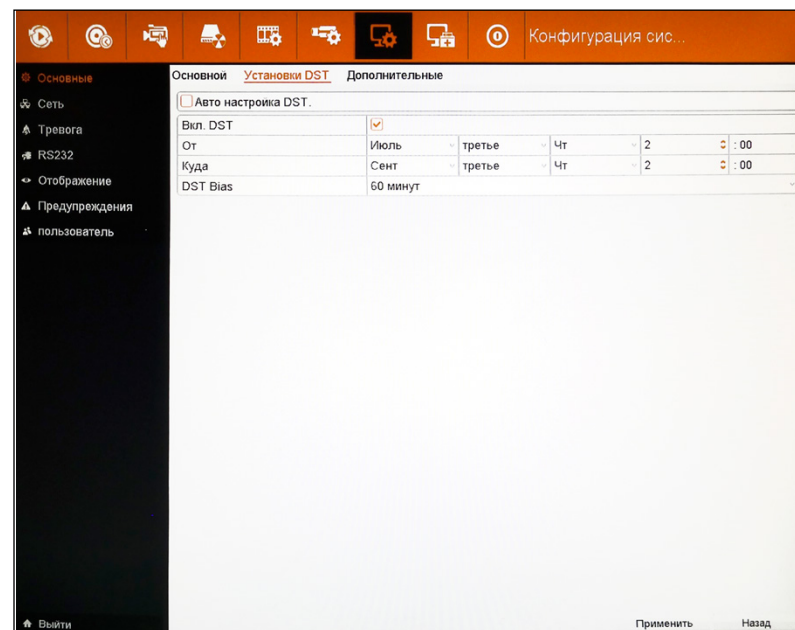 Конфигурация сис...
Основные
Сеть
Тревога
RS232
Отображение
Предупреждения
пользователь
Выйти
Основной Установки DST Дополнительные
Авто настройка DST.
Вкл. DST
От Июль третье Чт 2 : 00
Куда Сент третье Чт 2 : 00
DST Bias 60 минут
Применить Назад